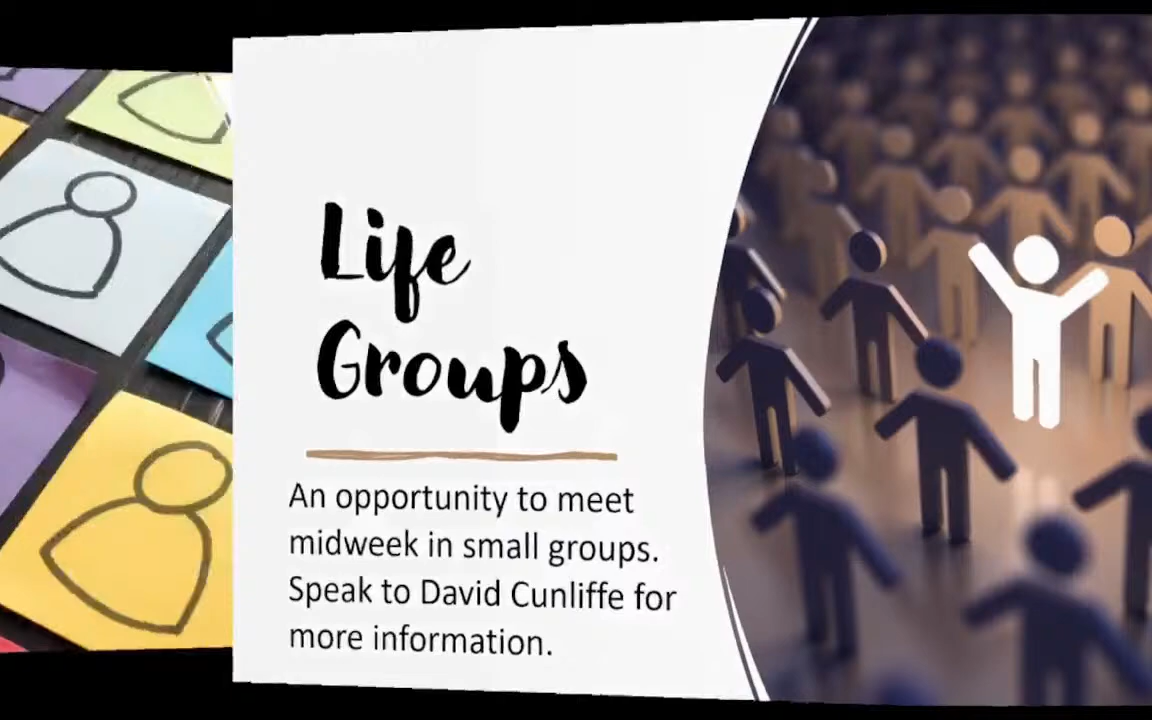 Life
Groups
An opportunity to meet
midweek in small groups.
Speak to David Cunliffe for
more information.